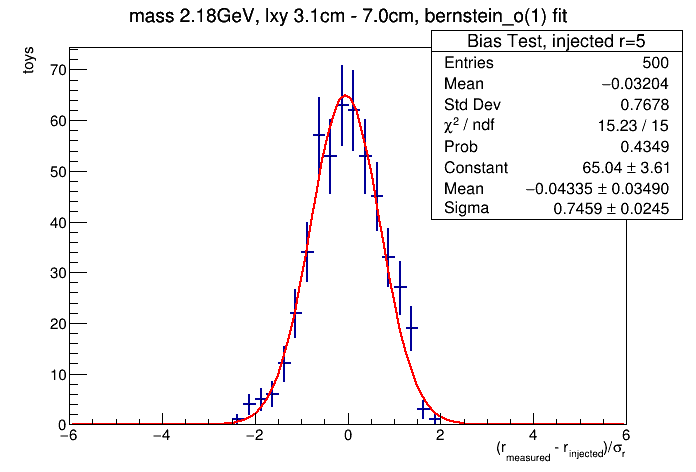 mass 2.18GeV, lxy 3.1cm - 7.0cm, bernstein_o(1) fit
Bias Test, injected r=5
Entries 500
Mean −0.03204
Std Dev 0.7678
χ² / ndf 15.23 / 15
Prob 0.4349
Constant 65.04 ± 3.61
Mean −0.04335 ± 0.03490
Sigma 0.7459 ± 0.0245
toys
70
60
50
40
30
20
10
0
−6 −4 −2 0 2 4 6
(r_measured - r_injected)/σ_r